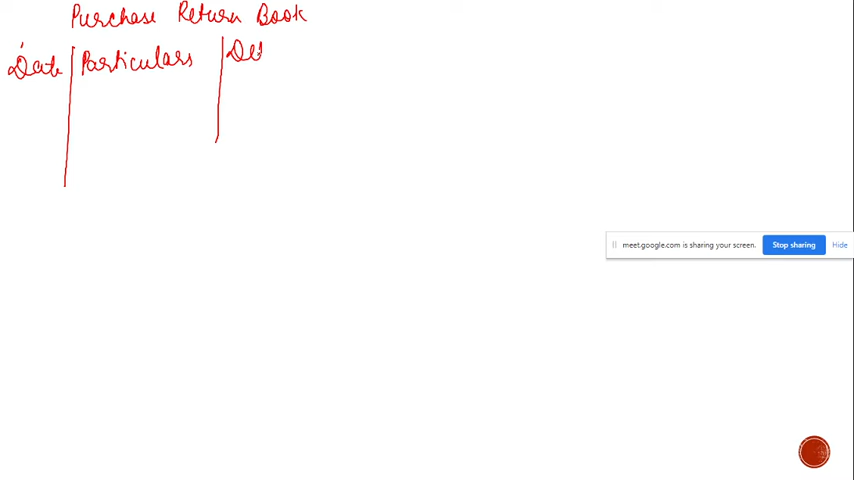 Purchase Return Book
Date Particulars
meet.google.com is sharing your screen. Stop sharing Hide